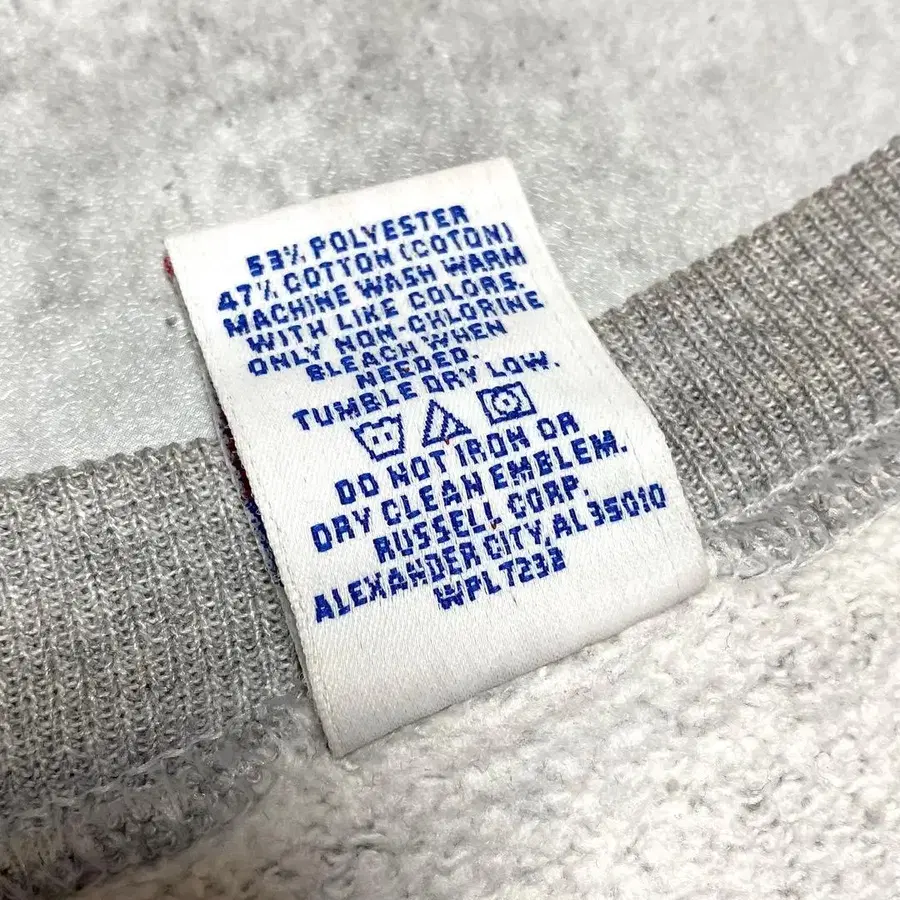 53% POLYESTER
47% COTTON (COTON)
MACHINE WASH WARM
WITH LIKE COLORS.
ONLY NON-CHLORINE
BLEACH WHEN
NEEDED.
TUMBLE DRY LOW.
DO NOT IRON OR
DRY CLEAN EMBLEM.
RUSSELL CORP.
ALEXANDER CITY, AL 35010
WPL 7232